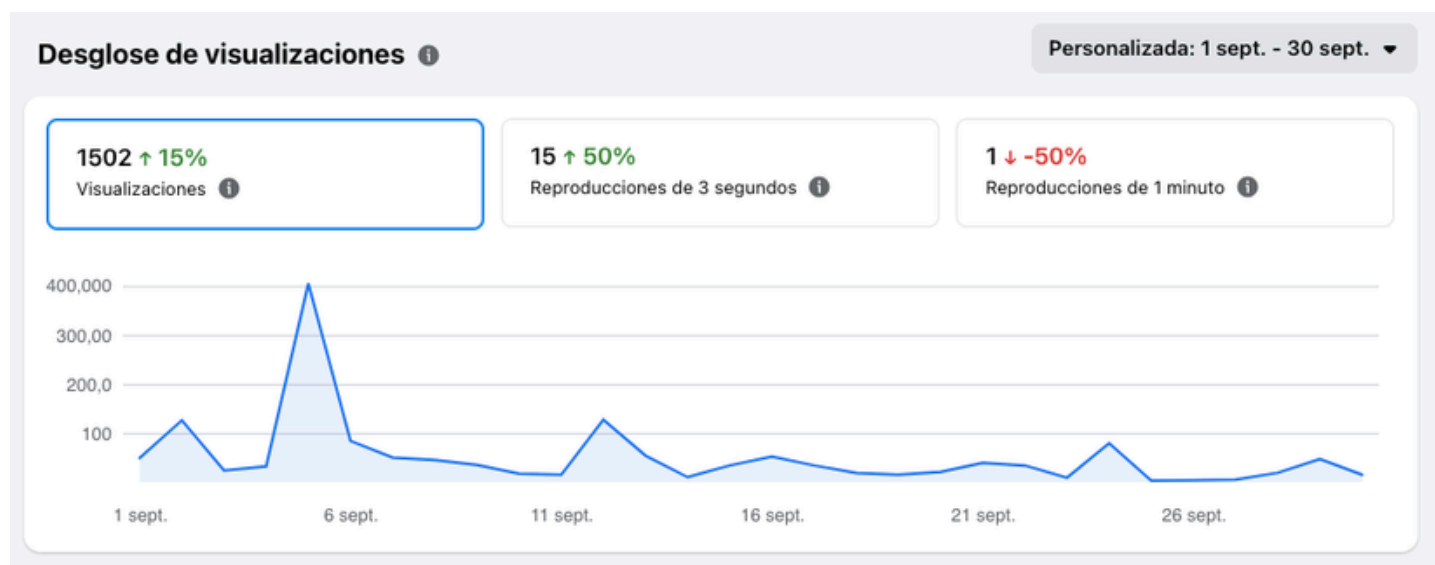 Desglose de visualizaciones
Personalizada: 1 sept. - 30 sept.
1502 ↑ 15%
Visualizaciones
15 ↑ 50%
Reproducciones de 3 segundos
1 ↓ -50%
Reproducciones de 1 minuto
400,000
300,00
200,0
100
1 sept. 6 sept. 11 sept. 16 sept. 21 sept. 26 sept.